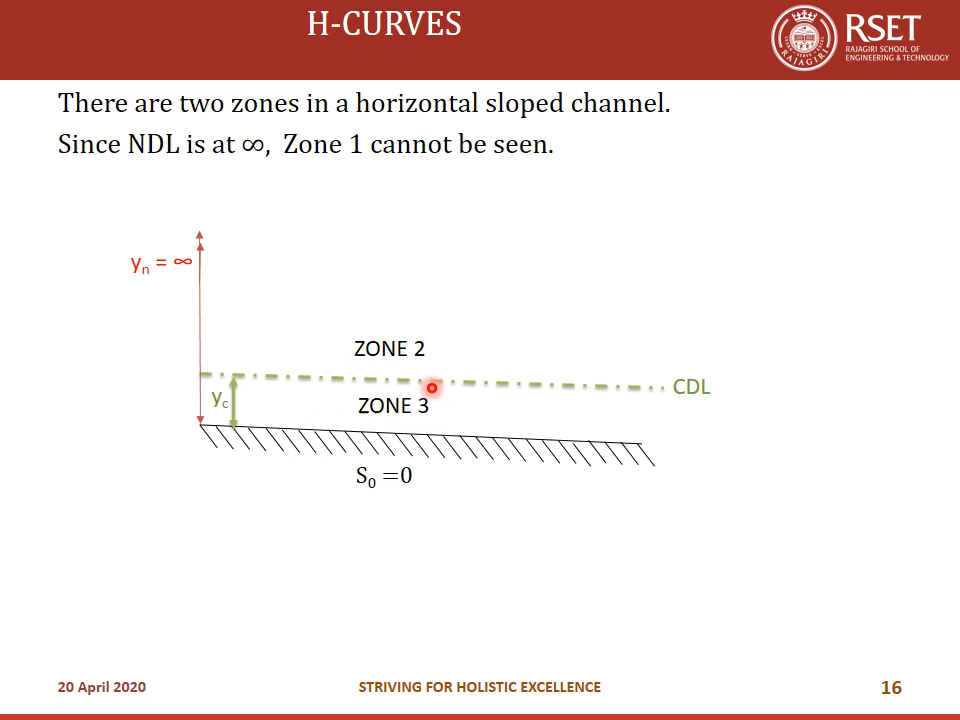 H-CURVES
RSET
RAJAGIRI SCHOOL OF
ENGINEERING & TECHNOLOGY
RAJAGIRI
There are two zones in a horizontal sloped channel.
Since NDL is at ∞, Zone 1 cannot be seen.
yn = ∞
ZONE 2
CDL
yc
ZONE 3
S0 =0
20 April 2020
STRIVING FOR HOLISTIC EXCELLENCE
16